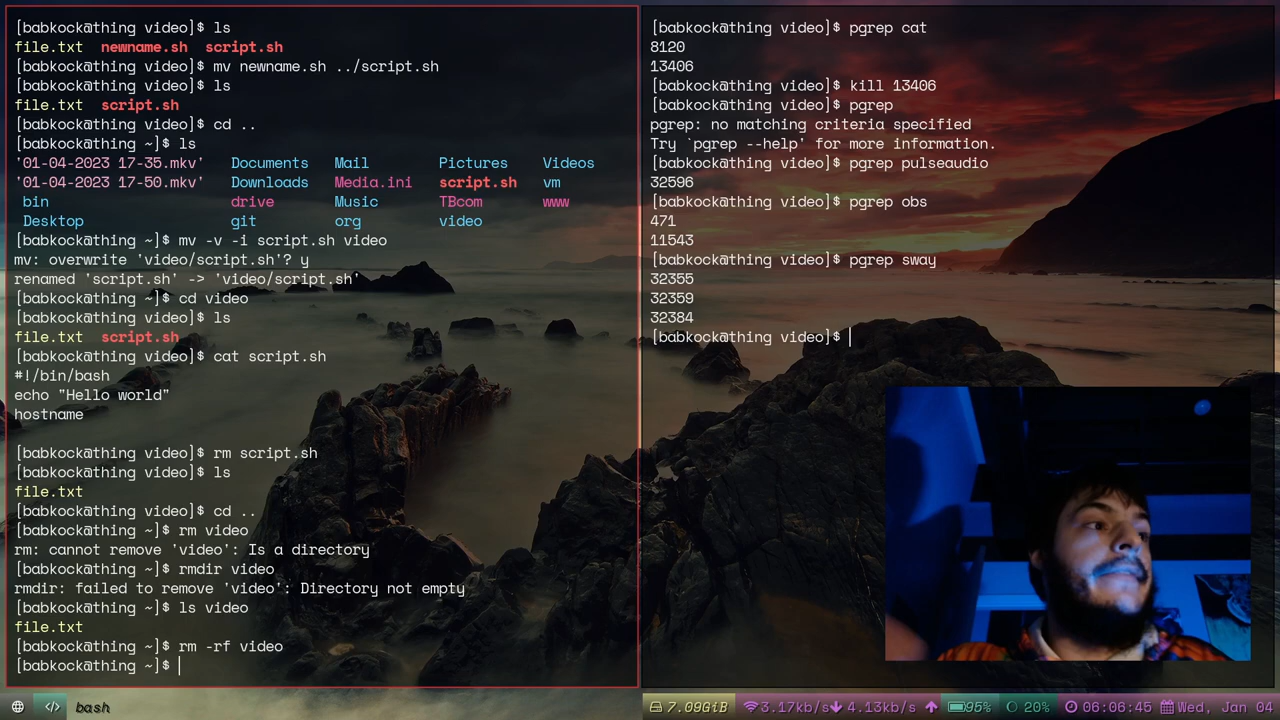 [babkock@thing video]$ ls
file.txt  newname.sh  script.sh
[babkock@thing video]$ mv newname.sh ../script.sh
[babkock@thing video]$ ls
file.txt  script.sh
[babkock@thing video]$ cd ..
[babkock@thing ~]$ ls
'01-04-2023 17-35.mkv'   Documents   Mail        Pictures    Videos
'01-04-2023 17-50.mkv'   Downloads   Media.ini   script.sh   vm
 bin                     drive       Music       TBcom       www
 Desktop                 git         org         video
[babkock@thing ~]$ mv -v -i script.sh video
mv: overwrite 'video/script.sh'? y
renamed 'script.sh' -> 'video/script.sh'
[babkock@thing ~]$ cd video
[babkock@thing video]$ ls
file.txt  script.sh
[babkock@thing video]$ cat script.sh
#!/bin/bash
echo "Hello world"
hostname
[babkock@thing video]$ rm script.sh
[babkock@thing video]$ ls
file.txt
[babkock@thing video]$ cd ..
[babkock@thing ~]$ rm video
rm: cannot remove 'video': Is a directory
[babkock@thing ~]$ rmdir video
rmdir: failed to remove 'video': Directory not empty
[babkock@thing ~]$ ls video
file.txt
[babkock@thing ~]$ rm -rf video
[babkock@thing ~]$
[babkock@thing video]$ pgrep cat
8120
13406
[babkock@thing video]$ kill 13406
[babkock@thing video]$ pgrep
pgrep: no matching criteria specified
Try `pgrep --help' for more information.
[babkock@thing video]$ pgrep pulseaudio
32596
[babkock@thing video]$ pgrep obs
471
11543
[babkock@thing video]$ pgrep sway
32355
32359
32384
[babkock@thing video]$
</> bash 7.09GiB 3.17kb/s 4.13kb/s 95% 20% 06:06:45 Wed, Jan 04